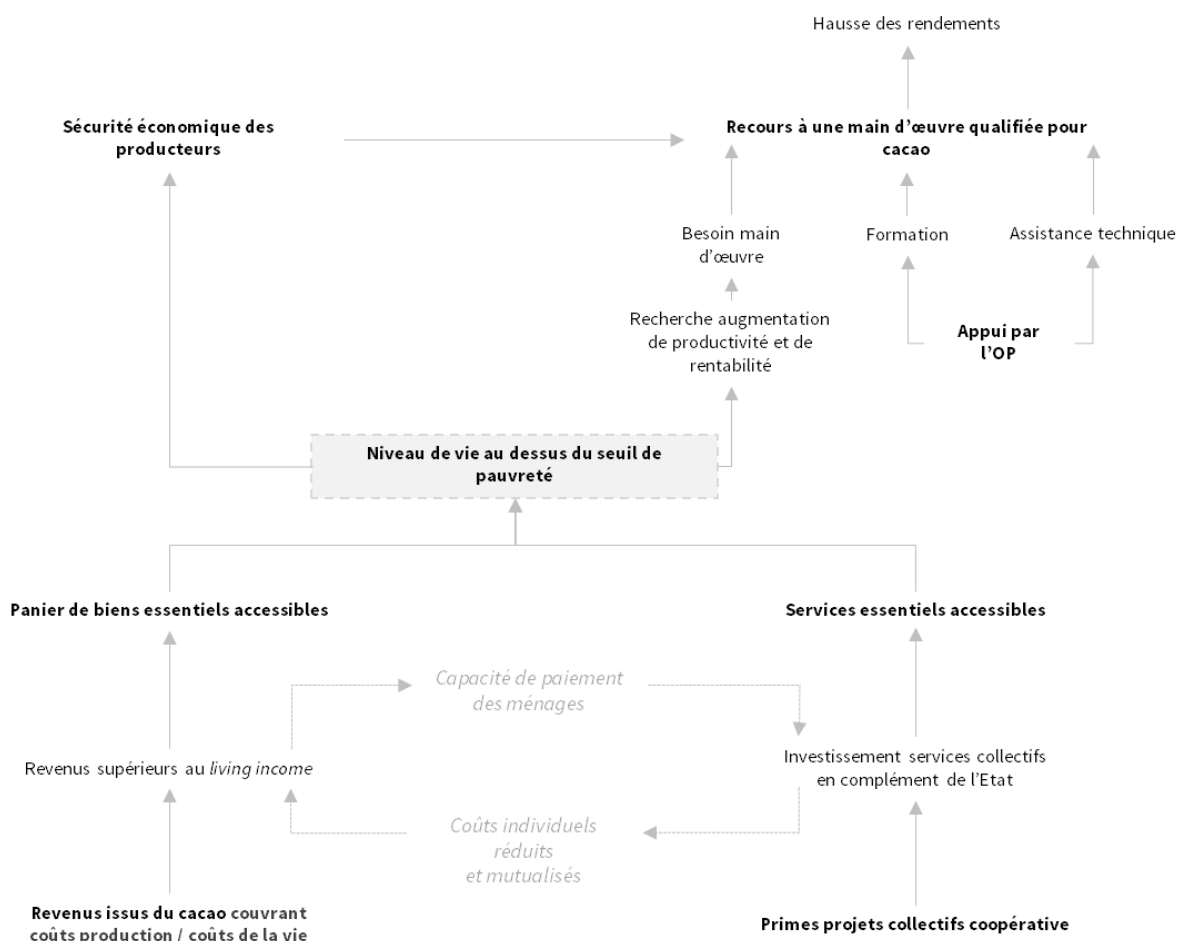 Hausse des rendements
Sécurité économique des
producteurs
Recours à une main d'œuvre qualifiée pour
cacao
Besoin main
d'œuvre
Formation
Assistance technique
Recherche augmentation
de productivité et de
rentabilité
Appui par
l'OP
Niveau de vie au dessus du seuil de
pauvreté
Panier de biens essentiels accessibles
Services essentiels accessibles
Capacité de paiement
des ménages
Revenus supérieurs au living income
Investissement services collectifs
en complément de l'Etat
Coûts individuels
réduits
et mutualisés
Revenus issus du cacao couvrant
coûts production / coûts de la vie
Primes projets collectifs coopérative